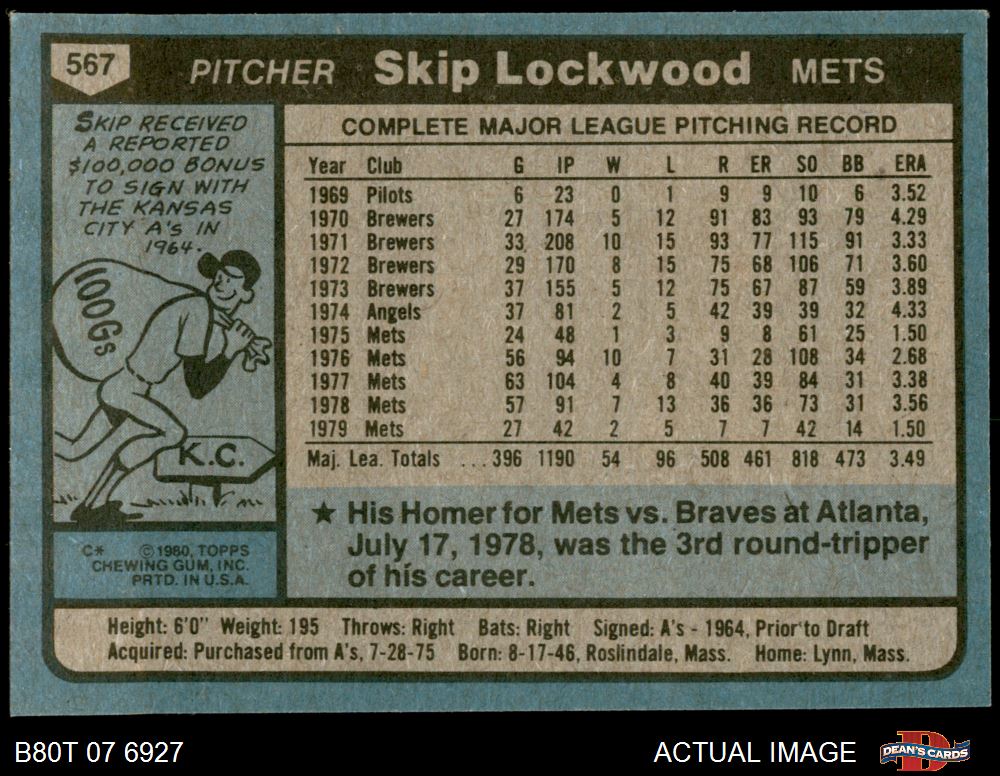 567 PITCHER Skip Lockwood METS
SKIP RECEIVED
A REPORTED
$100,000 BONUS
TO SIGN WITH
THE KANSAS
CITY A'S IN
1964.
100Gs
K.C.
C* © 1980, TOPPS
CHEWING GUM, INC.
PRTD. IN U.S.A.
COMPLETE MAJOR LEAGUE PITCHING RECORD
Year Club G IP W L R ER SO BB ERA
1969 Pilots 6 23 0 1 9 9 10 6 3.52
1970 Brewers 27 174 5 12 91 83 93 79 4.29
1971 Brewers 33 208 10 15 93 77 115 91 3.33
1972 Brewers 29 170 8 15 75 68 106 71 3.60
1973 Brewers 37 155 5 12 75 67 87 59 3.89
1974 Angels 37 81 2 5 42 39 39 32 4.33
1975 Mets 24 48 1 3 9 8 61 25 1.50
1976 Mets 56 94 10 7 31 28 108 34 2.68
1977 Mets 63 104 4 8 40 39 84 31 3.38
1978 Mets 57 91 7 13 36 36 73 31 3.56
1979 Mets 27 42 2 5 7 7 42 14 1.50
Maj. Lea. Totals ...396 1190 54 96 508 461 818 473 3.49
★ His Homer for Mets vs. Braves at Atlanta,
July 17, 1978, was the 3rd round-tripper
of his career.
Height: 6'0" Weight: 195 Throws: Right Bats: Right Signed: A's - 1964, Prior to Draft
Acquired: Purchased from A's, 7-28-75 Born: 8-17-46, Roslindale, Mass. Home: Lynn, Mass.
B80T 07 6927 ACTUAL IMAGE DEAN'S CARDS